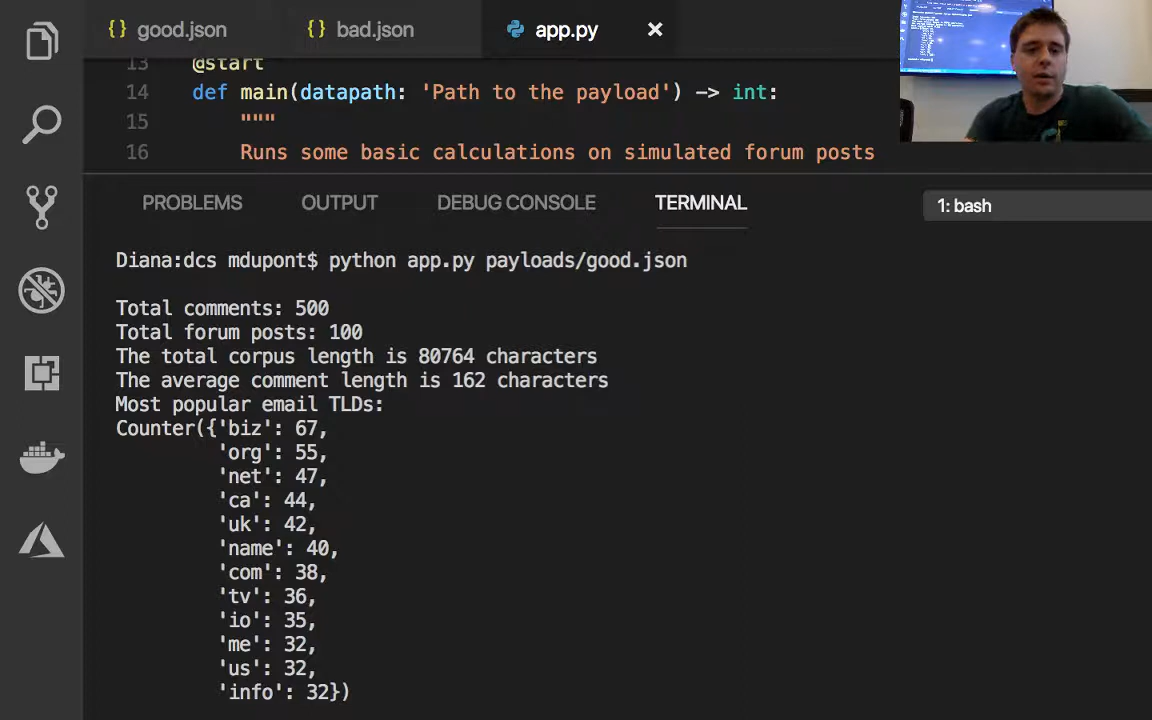 good.json
bad.json
app.py
13 @start
14 def main(datapath: 'Path to the payload') -> int:
15 """
16 Runs some basic calculations on simulated forum posts
PROBLEMS OUTPUT DEBUG CONSOLE TERMINAL
1: bash
Diana:dcs mdupont$ python app.py payloads/good.json
Total comments: 500
Total forum posts: 100
The total corpus length is 80764 characters
The average comment length is 162 characters
Most popular email TLDs:
Counter({'biz': 67,
'org': 55,
'net': 47,
'ca': 44,
'uk': 42,
'name': 40,
'com': 38,
'tv': 36,
'io': 35,
'me': 32,
'us': 32,
'info': 32})